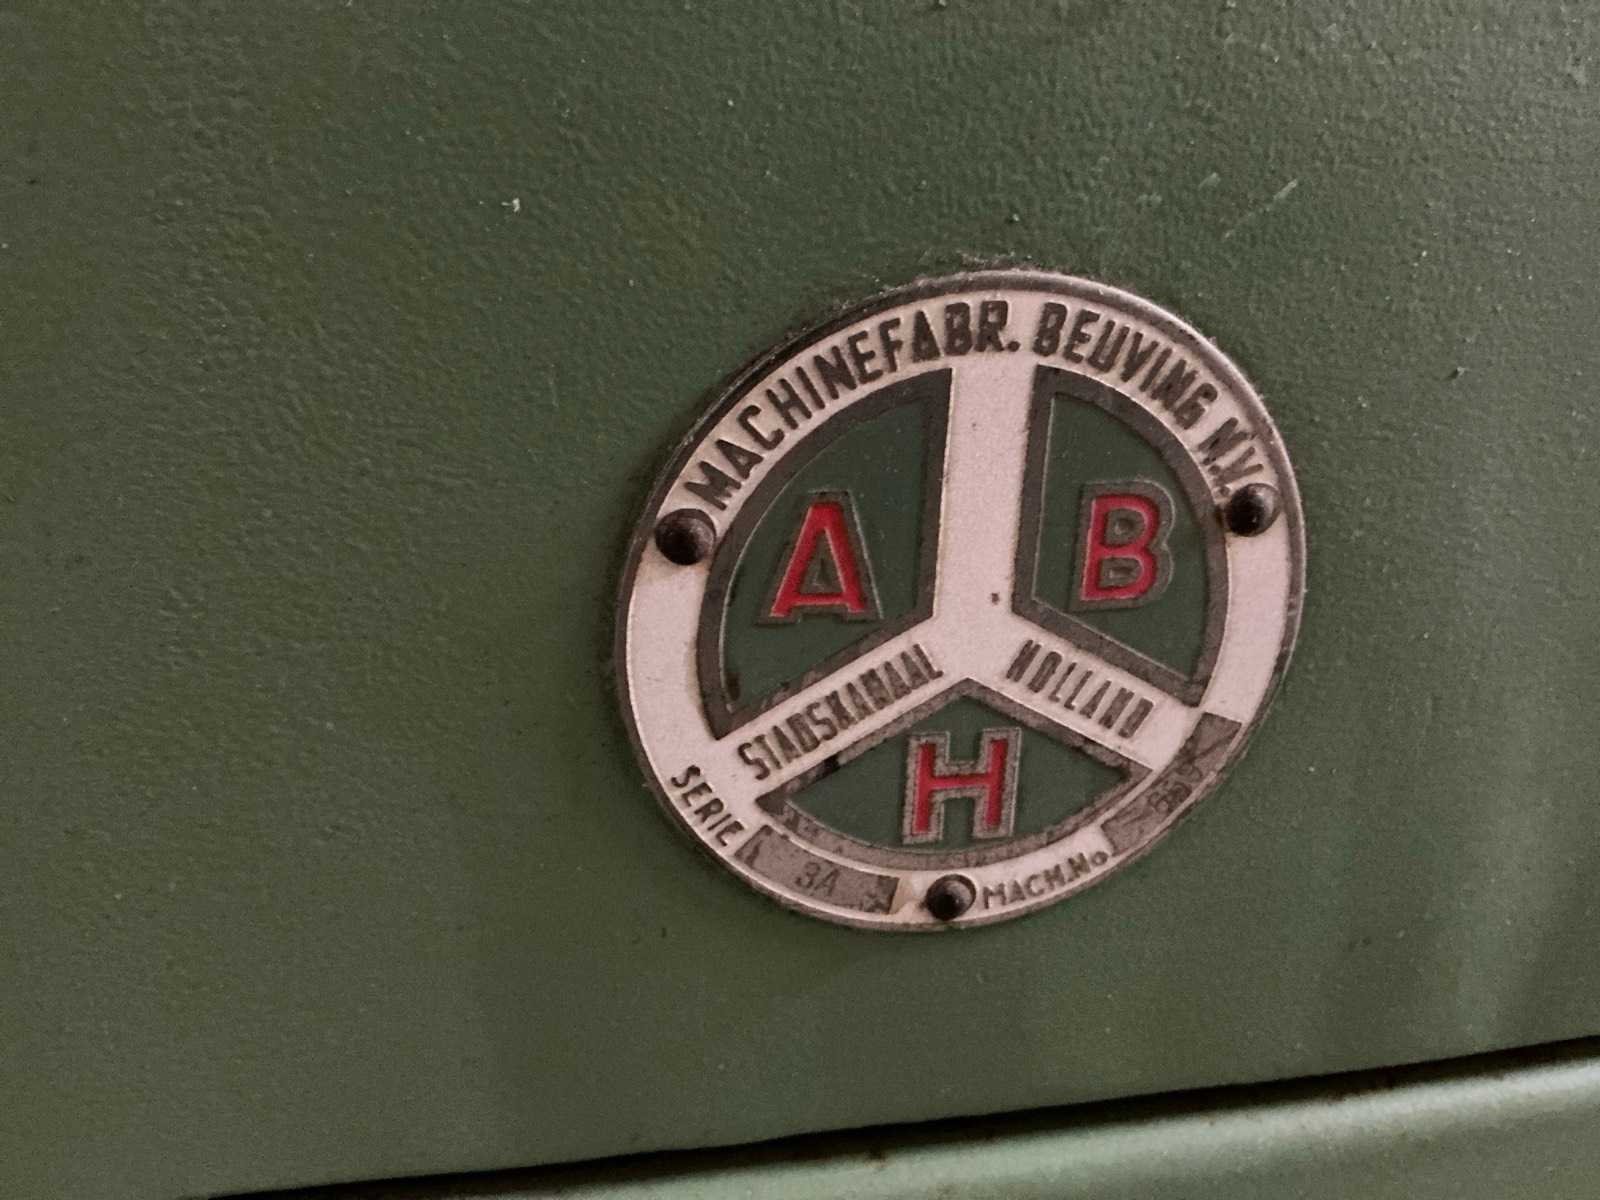 MACHINEFABR. BEUVING N.V.
A B
STADSKANAAL HOLLAND
H
SERIE 3A MACH.No